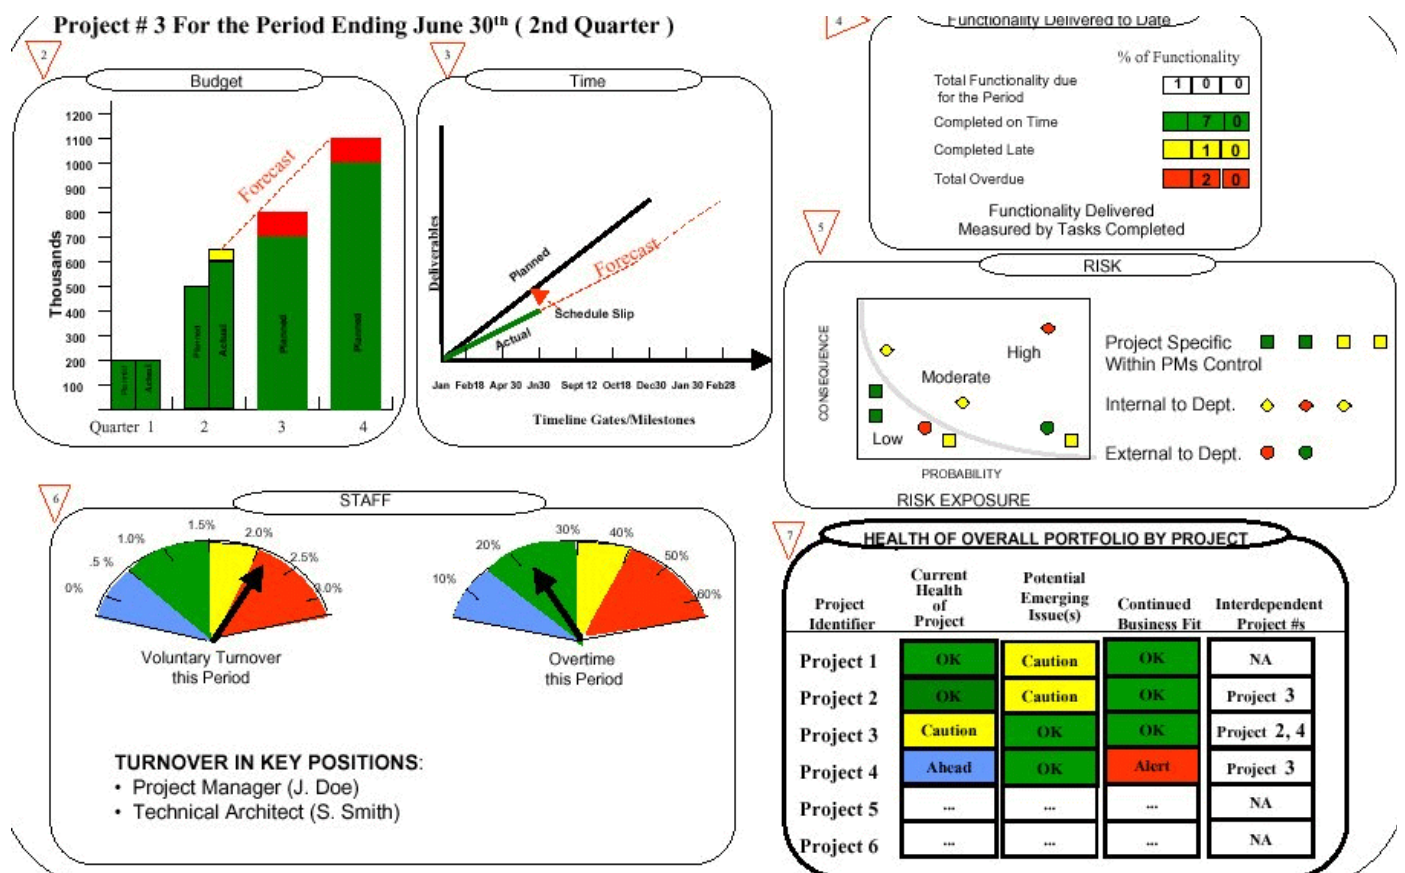 Project # 3 For the Period Ending June 30th ( 2nd Quarter )
2
Budget
1200
1100
1000
900
800
700
600
500
400
300
200
100
Thousands
Forecast
Planned
Actual
Planned
Actual
Planned
Planned
Quarter 1 2 3 4
3
Time
Deliverables
Planned
Forecast
Schedule Slip
Actual
Jan Feb18 Apr 30 Jn30 Sept 12 Oct18 Dec30 Jan 30 Feb28
Timeline Gates/Milestones
4
Functionality Delivered to Date
% of Functionality
Total Functionality due
for the Period
1 0 0
Completed on Time
7 0
Completed Late
1 0
Total Overdue
2 0
Functionality Delivered
Measured by Tasks Completed
5
RISK
CONSEQUENCE
High
Moderate
Low
PROBABILITY
RISK EXPOSURE
Project Specific
Within PMs Control
Internal to Dept.
External to Dept.
6
STAFF
0%
.5 %
1.0%
1.5%
2.0%
2.5%
3.0%
Voluntary Turnover
this Period
10%
20%
30%
40%
50%
60%
Overtime
this Period
TURNOVER IN KEY POSITIONS:
• Project Manager (J. Doe)
• Technical Architect (S. Smith)
7
HEALTH OF OVERALL PORTFOLIO BY PROJECT
Project
Identifier
Current
Health
of
Project
Potential
Emerging
Issue(s)
Continued
Business Fit
Interdependent
Project #s
Project 1 OK Caution OK NA
Project 2 OK Caution OK Project 3
Project 3 Caution OK OK Project 2, 4
Project 4 Ahead OK Alert Project 3
Project 5 ... ... ... NA
Project 6 ... ... ... NA